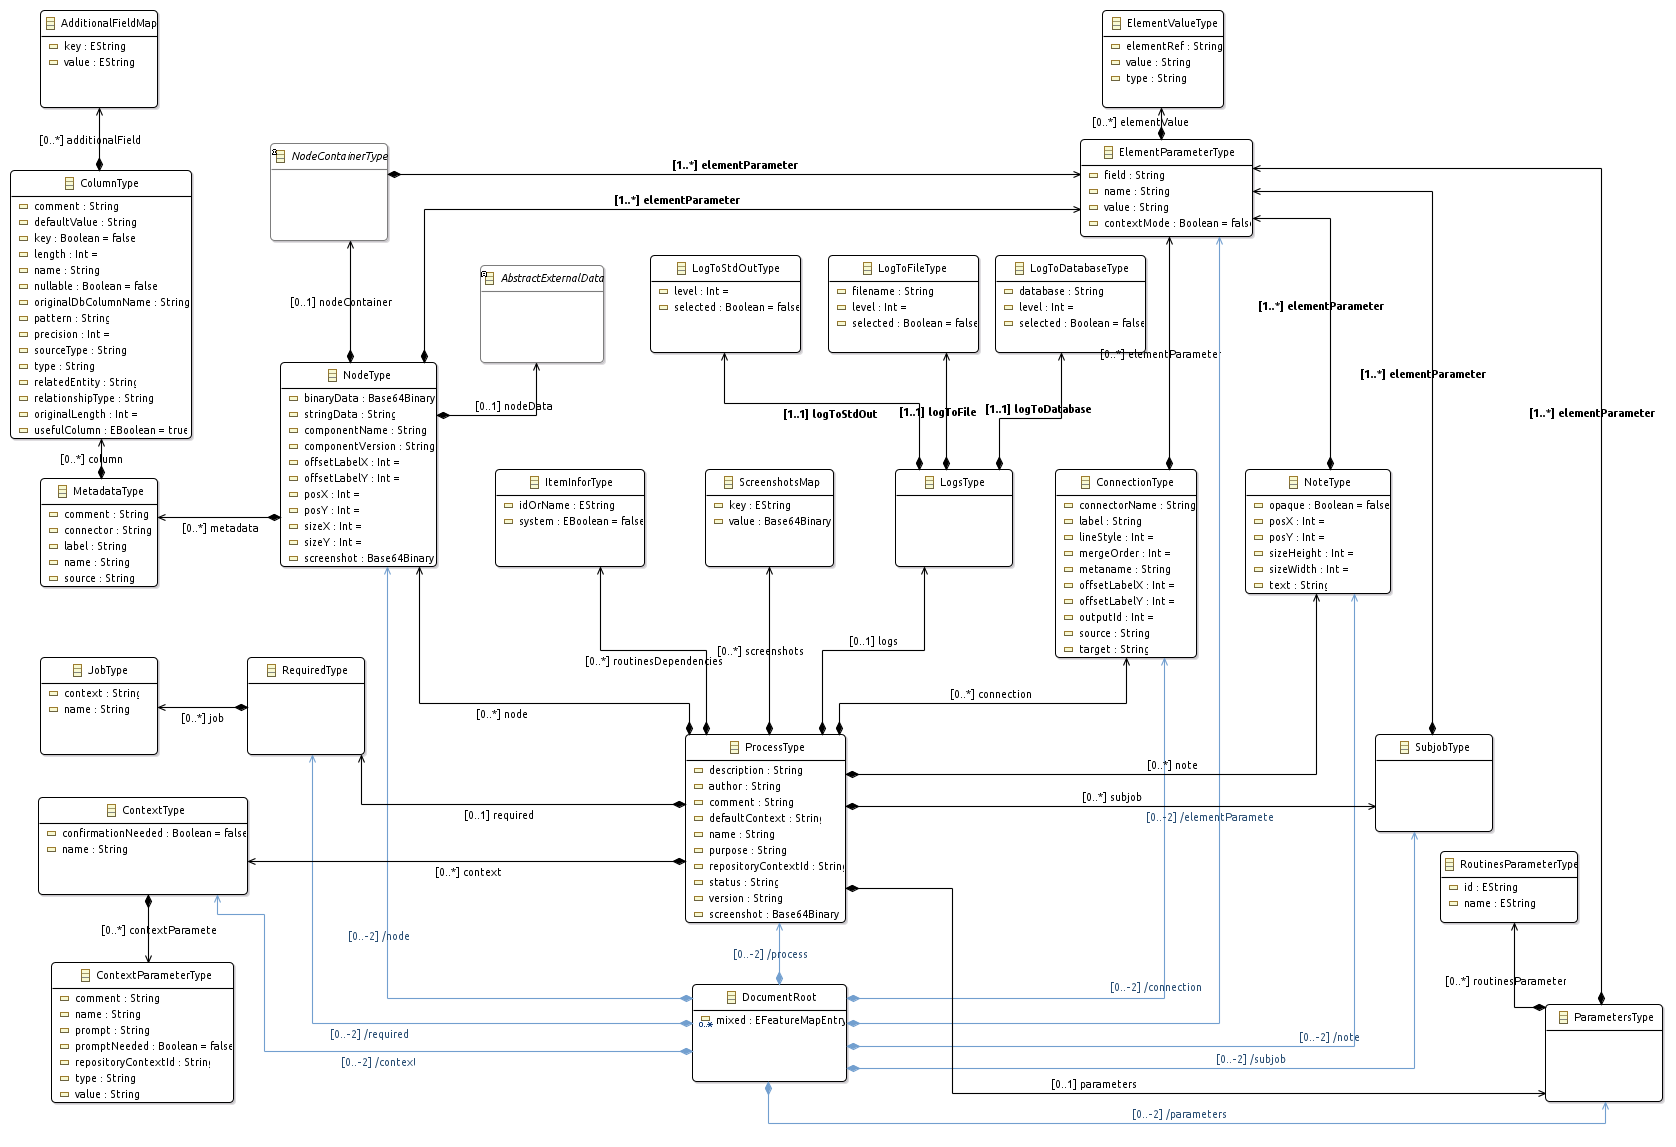 AdditionalFieldMap
key : EString
value : EString
[0..*] additionalField
ColumnType
comment : String
defaultValue : String
key : Boolean = false
length : Int =
name : String
nullable : Boolean = false
originalDbColumnName : String
pattern : String
precision : Int =
sourceType : String
type : String
relatedEntity : String
relationshipType : String
originalLength : Int =
usefulColumn : EBoolean = true
[0..*] column
MetadataType
comment : String
connector : String
label : String
name : String
source : String
[0..*] metadata
NodeContainerType
[0..1] nodeContainer
[1..*] elementParameter
[1..*] elementParameter
AbstractExternalData
[0..1] nodeData
NodeType
binaryData : Base64Binary
stringData : String
componentName : String
componentVersion : String
offsetLabelX : Int =
offsetLabelY : Int =
posX : Int =
posY : Int =
sizeX : Int =
sizeY : Int =
screenshot : Base64Binary
ElementValueType
elementRef : String
value : String
type : String
[0..*] elementValue
ElementParameterType
field : String
name : String
value : String
contextMode : Boolean = fals
LogToStdOutType
level : Int =
selected : Boolean = false
LogToFileType
filename : String
level : Int =
selected : Boolean = false
LogToDatabaseType
database : String
level : Int =
selected : Boolean = false
[0..*] elementParameter
[1..*] elementParameter
[1..*] elementParameter
[1..*] elementParameter
[1..1] logToStdOut
[1..1] logToFile
[1..1] logToDatabase
ItemInforType
idOrName : EString
system : EBoolean = false
ScreenshotsMap
key : EString
value : Base64Binary
LogsType
ConnectionType
connectorName : String
label : String
lineStyle : Int =
mergeOrder : Int =
metaname : String
offsetLabelX : Int =
offsetLabelY : Int =
outputId : Int =
source : String
target : String
NoteType
opaque : Boolean = false
posX : Int =
posY : Int =
sizeHeight : Int =
sizeWidth : Int =
text : String
[0..*] routinesDependencies
[0..*] screenshots
[0..1] logs
[0..*] connection
[0..*] node
JobType
context : String
name : String
[0..*] job
RequiredType
[0..1] required
ProcessType
description : String
author : String
comment : String
defaultContext : String
name : String
purpose : String
repositoryContextId : String
status : String
version : String
screenshot : Base64Binary
[0..*] note
[0..*] subjob
[0..-2] /elementParamete
SubjobType
ContextType
confirmationNeeded : Boolean = false
name : String
[0..*] context
[0..*] contextParamete
ContextParameterType
comment : String
name : String
prompt : String
promptNeeded : Boolean = false
repositoryContextId : String
type : String
value : String
RoutinesParameterType
id : EString
name : EString
[0..*] routinesParameter
ParametersType
[0..-2] /node
[0..-2] /process
DocumentRoot
0..*
mixed : EFeatureMapEntry
[0..-2] /connection
[0..-2] /required
[0..-2] /note
[0..-2] /context
[0..-2] /subjob
[0..1] parameters
[0..-2] /parameters